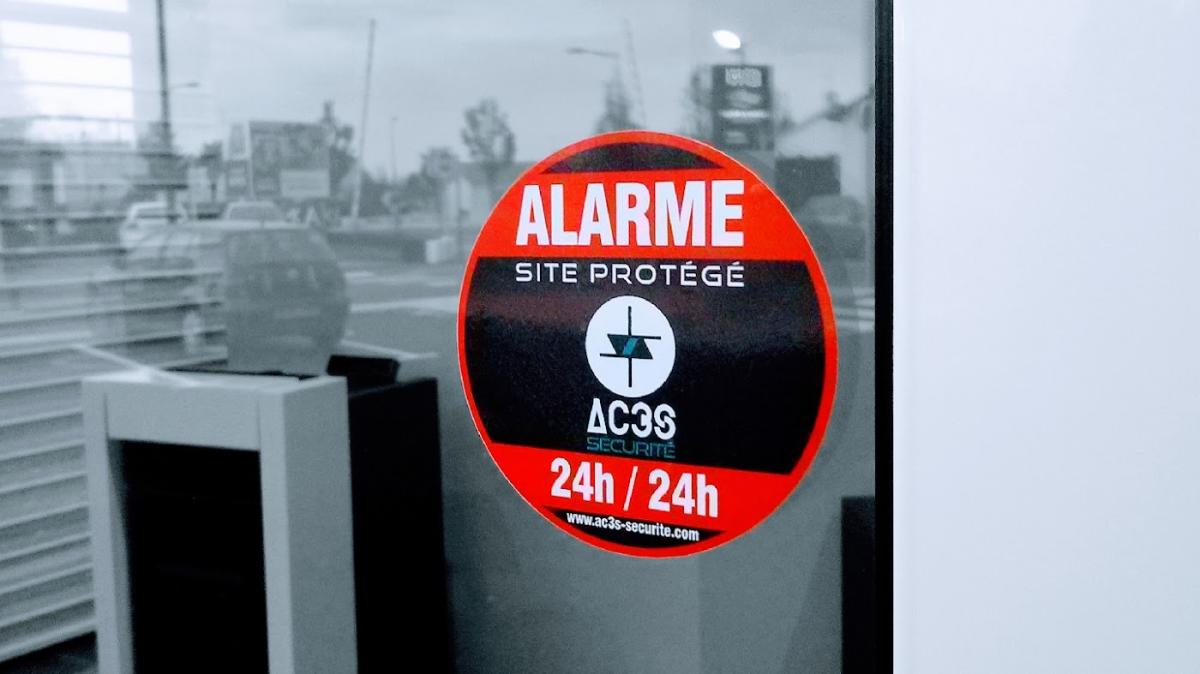 ALARME
SITE PROTÉGÉ
AC3S
SÉCURITÉ
24h / 24h
www.ac3s-securite.com